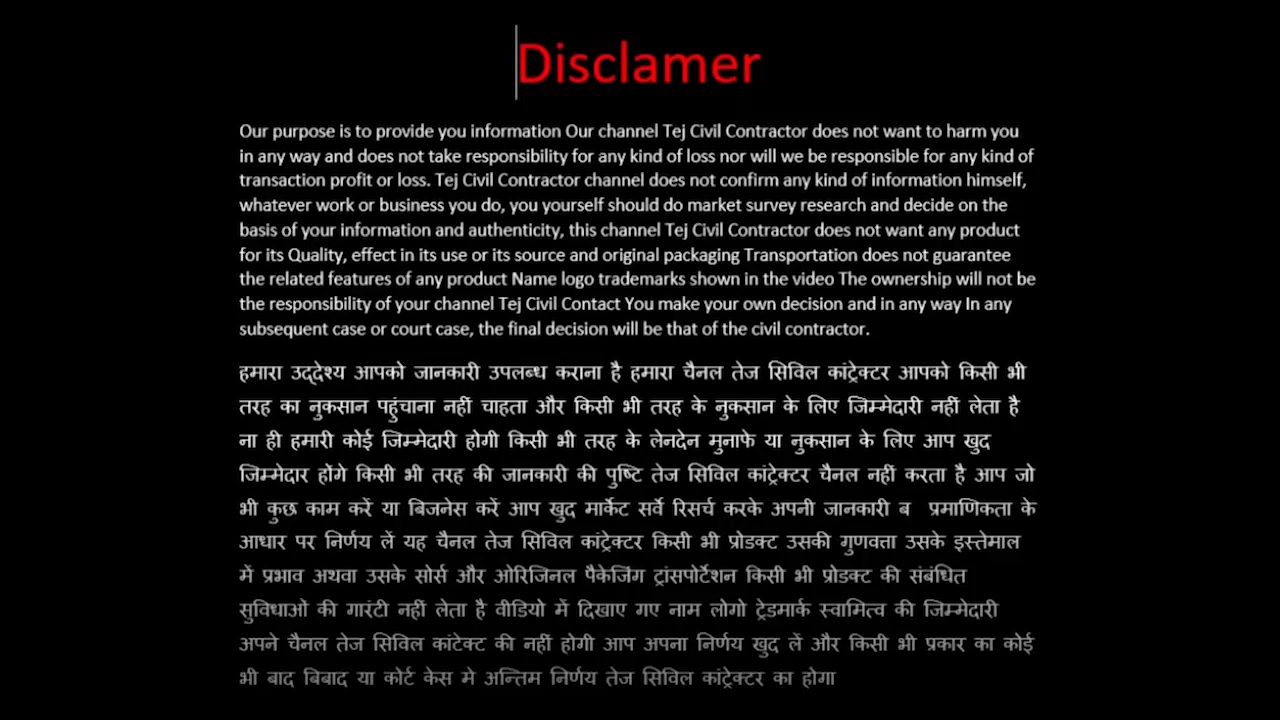 Disclamer
Our purpose is to provide you information Our channel Tej Civil Contractor does not want to harm you
in any way and does not take responsibility for any kind of loss nor will we be responsible for any kind of
transaction profit or loss. Tej Civil Contractor channel does not confirm any kind of information himself,
whatever work or business you do, you yourself should do market survey research and decide on the
basis of your information and authenticity, this channel Tej Civil Contractor does not want any product
for its Quality, effect in its use or its source and original packaging Transportation does not guarantee
the related features of any product Name logo trademarks shown in the video The ownership will not be
the responsibility of your channel Tej Civil Contact You make your own decision and in any way In any
subsequent case or court case, the final decision will be that of the civil contractor.
हमारा उद्देश्य आपको जानकारी उपलब्ध कराना है हमारा चैनल तेज सिविल कांट्रेक्टर आपको किसी भी
तरह का नुकसान पहुंचाना नहीं चाहता और किसी भी तरह के नुकसान के लिए जिम्मेदारी नहीं लेता है
ना ही हमारी कोई जिम्मेदारी होगी किसी भी तरह के लेनदेन मुनाफे या नुकसान के लिए आप खुद
जिम्मेदार होंगे किसी भी तरह की जानकारी की पुष्टि तेज सिविल कांट्रेक्टर चैनल नहीं करता है आप जो
भी कुछ काम करें या बिजनेस करें आप खुद मार्केट सर्वे रिसर्च करके अपनी जानकारी ब प्रमाणिकता के
आधार पर निर्णय लें यह चैनल तेज सिविल कांट्रेक्टर किसी भी प्रोडक्ट उसकी गुणवत्ता उसके इस्तेमाल
में प्रभाव अथवा उसके सोर्स और ओरिजिनल पैकेजिंग ट्रांसपोर्टेशन किसी भी प्रोडक्ट की संबंधित
सुविधाओं की गारंटी नहीं लेता है वीडियो में दिखाए गए नाम लोगो ट्रेडमार्क स्वामित्व की जिम्मेदारी
अपने चैनल तेज सिविल कांटेक्ट की नहीं होगी आप अपना निर्णय खुद लें और किसी भी प्रकार का कोई
भी बाद बिबाद या कोर्ट केस मे अन्तिम निर्णय तेज सिविल कांट्रेक्टर का होगा